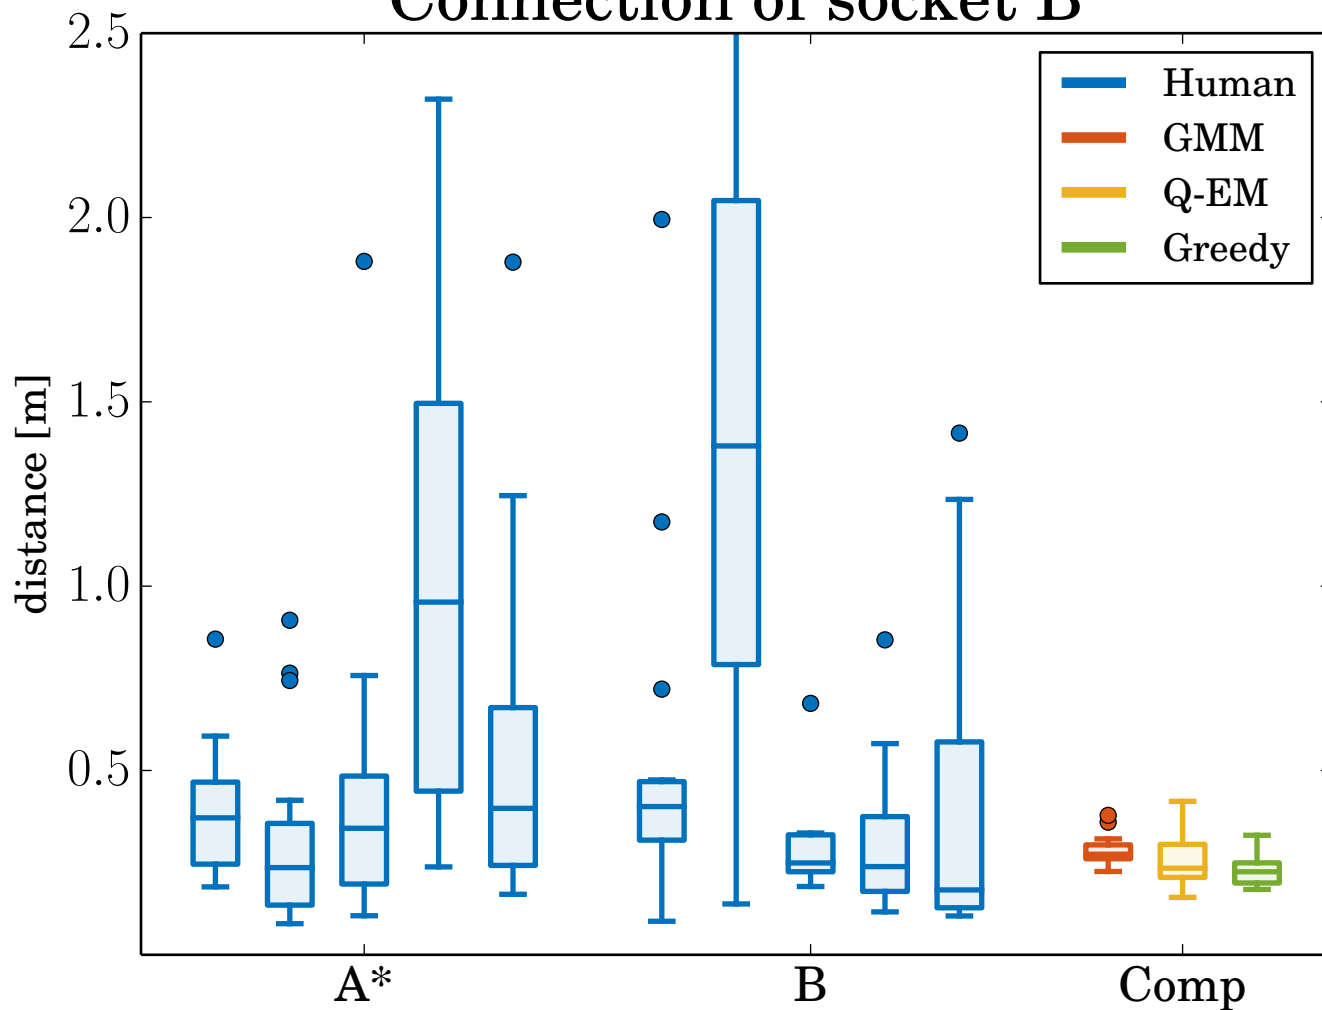 Connection of socket B
2.5
2.0
1.5
1.0
0.5
distance [m]
Human
GMM
Q-EM
Greedy
A*
B
Comp